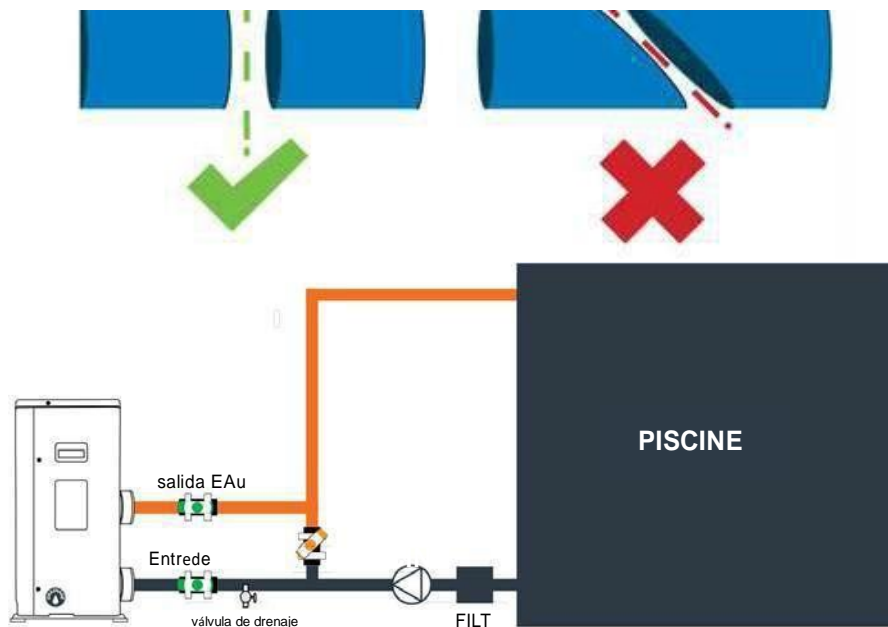 PISCINE
salida EAu
Entrede
válvula de drenaje
FILT